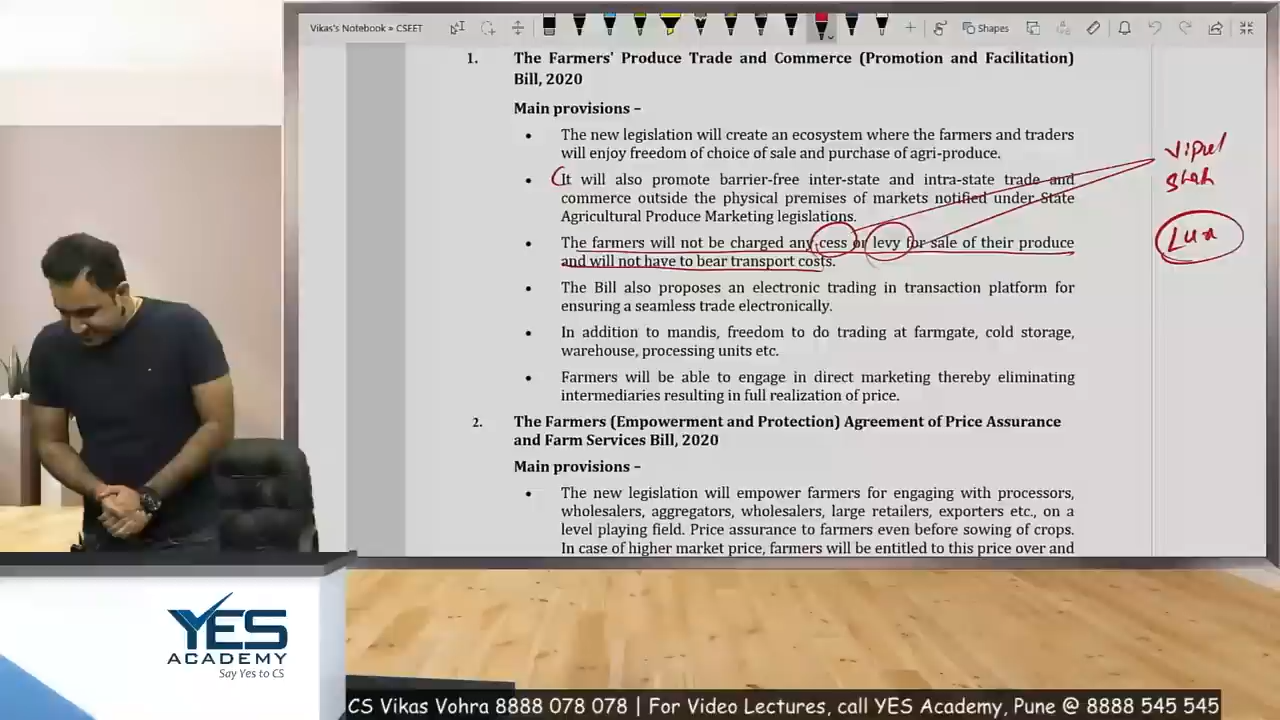 Vikas's Notebook » CSEET
Shapes
1. The Farmers' Produce Trade and Commerce (Promotion and Facilitation)
Bill, 2020
Main provisions –
• The new legislation will create an ecosystem where the farmers and traders
will enjoy freedom of choice of sale and purchase of agri-produce.
• It will also promote barrier-free inter-state and intra-state trade and
commerce outside the physical premises of markets notified under State
Agricultural Produce Marketing legislations.
• The farmers will not be charged any cess or levy for sale of their produce
and will not have to bear transport costs.
• The Bill also proposes an electronic trading in transaction platform for
ensuring a seamless trade electronically.
• In addition to mandis, freedom to do trading at farmgate, cold storage,
warehouse, processing units etc.
• Farmers will be able to engage in direct marketing thereby eliminating
intermediaries resulting in full realization of price.
2. The Farmers (Empowerment and Protection) Agreement of Price Assurance
and Farm Services Bill, 2020
Main provisions –
• The new legislation will empower farmers for engaging with processors,
wholesalers, aggregators, wholesalers, large retailers, exporters etc., on a
level playing field. Price assurance to farmers even before sowing of crops.
In case of higher market price, farmers will be entitled to this price over and
Vipul
YES
ACADEMY
Say Yes to CS
CS Vikas Vohra 8888 078 078 | For Video Lectures, call YES Academy, Pune @ 8888 545 545